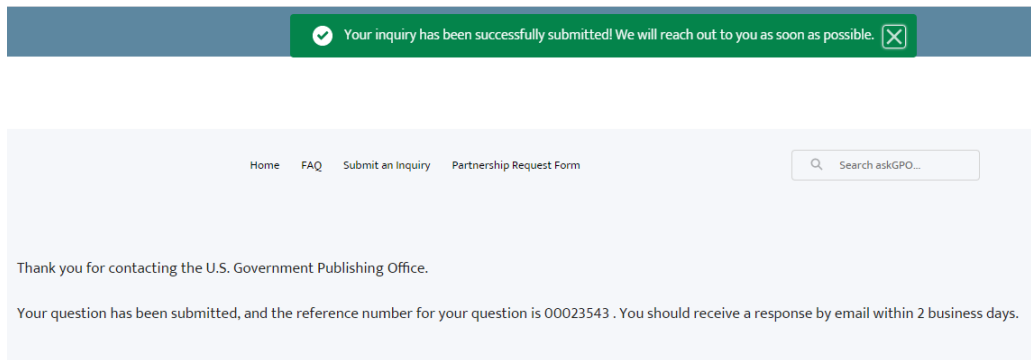 Your inquiry has been successfully submitted! We will reach out to you as soon as possible.
Home FAQ Submit an Inquiry Partnership Request Form Search askGPO...
Thank you for contacting the U.S. Government Publishing Office.
Your question has been submitted, and the reference number for your question is 00023543 . You should receive a response by email within 2 business days.